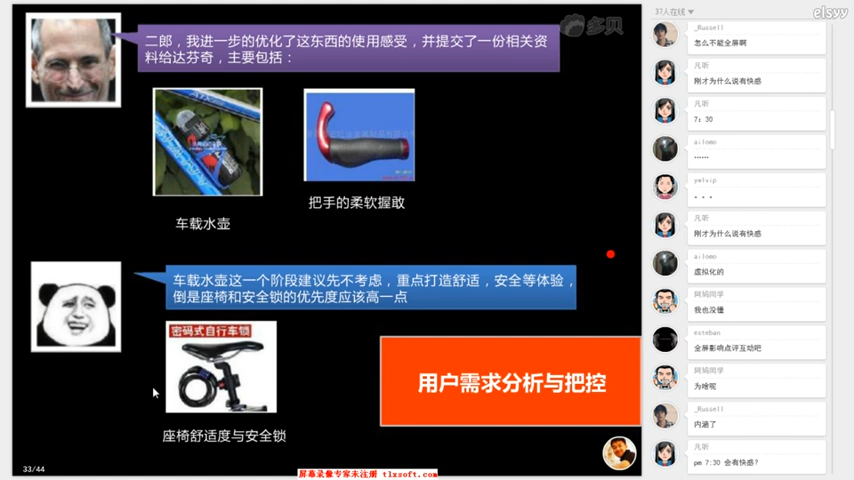 二郎，我进一步的优化了这东西的使用感受，并提交了一份相关资
料给达芬奇，主要包括：
多贝
车载水壶
把手的柔软握敢
车载水壶这一个阶段建议先不考虑，重点打造舒适，安全等体验，
倒是座椅和安全锁的优先度应该高一点
密码式自行车锁
座椅舒适度与安全锁
用户需求分析与把控
33/44
屏幕录像专家未注册 tlxsoft.com
37人在线
elsyy
_Russell
怎么不能全屏啊
凡昕
刚才为什么说有快感
凡昕
7：30
ailomo
……
yelvip
。。。
凡昕
刚才为什么说有快感
ailomo
虚拟化的
阿鸠同学
我也没懂
esteban
全屏影响点评互动吧
阿鸠同学
为啥呢
_Russell
内涵了
凡昕
pm 7:30 会有快感？